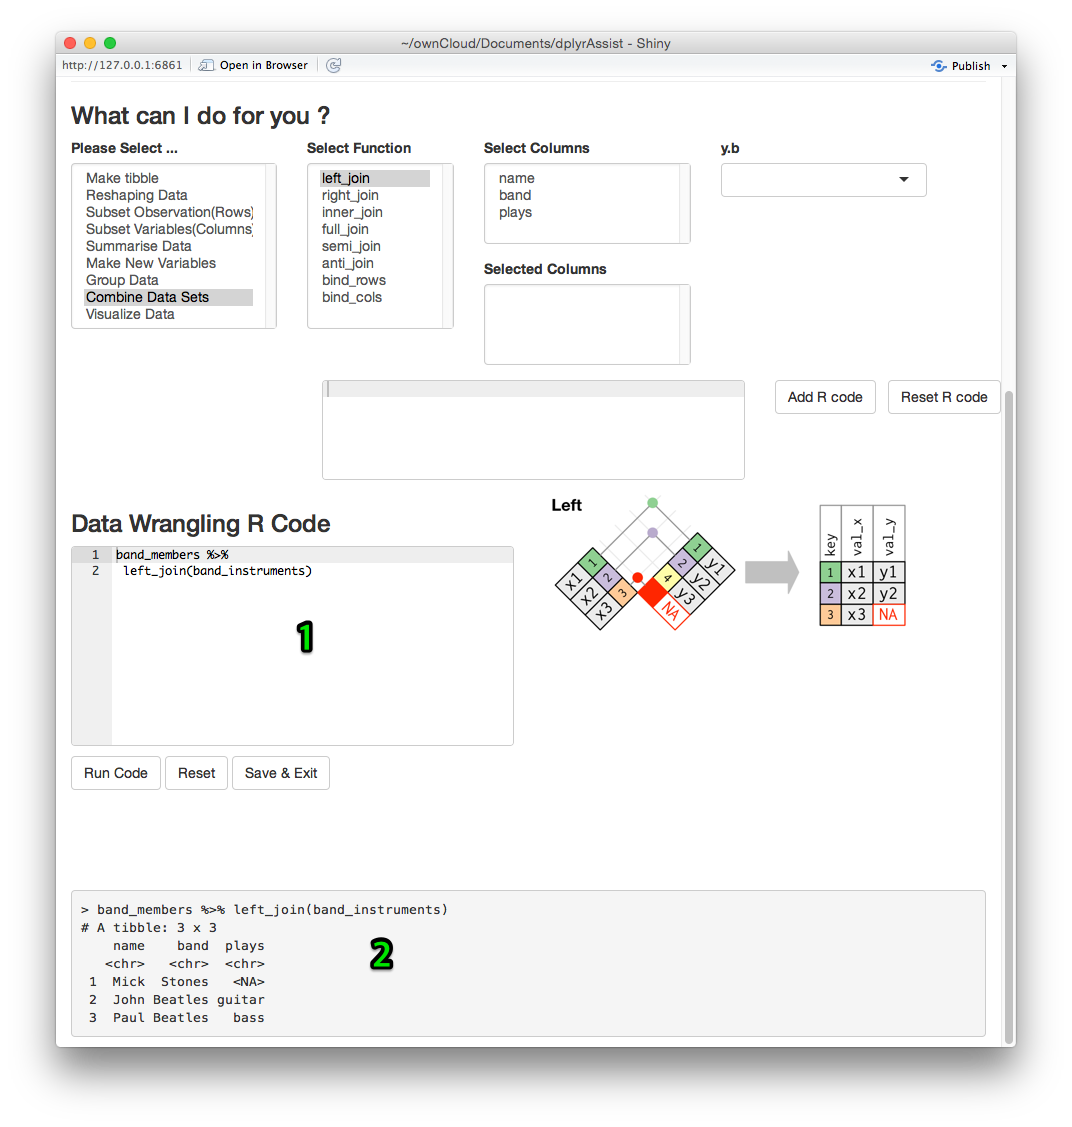 ~/ownCloud/Documents/dplyrAssist - Shiny
http://127.0.0.1:6861 Open in Browser Publish
What can I do for you ?
Please Select ...
Make tibble
Reshaping Data
Subset Observation(Rows)
Subset Variables(Columns)
Summarise Data
Make New Variables
Group Data
Combine Data Sets
Visualize Data
Select Function
left_join
right_join
inner_join
full_join
semi_join
anti_join
bind_rows
bind_cols
Select Columns
name
band
plays
Selected Columns
y.b
Add R code Reset R code
Data Wrangling R Code
1 band_members %>%
2 left_join(band_instruments)
1
Run Code Reset Save & Exit
Left
1 x1
2 x2
3 x3
1 y1
2 y2
4 y3
NA
key val_x val_y
1 x1 y1
2 x2 y2
3 x3 NA
> band_members %>% left_join(band_instruments)
# A tibble: 3 x 3
name band plays
<chr> <chr> <chr>
1 Mick Stones <NA>
2 John Beatles guitar
3 Paul Beatles bass
2